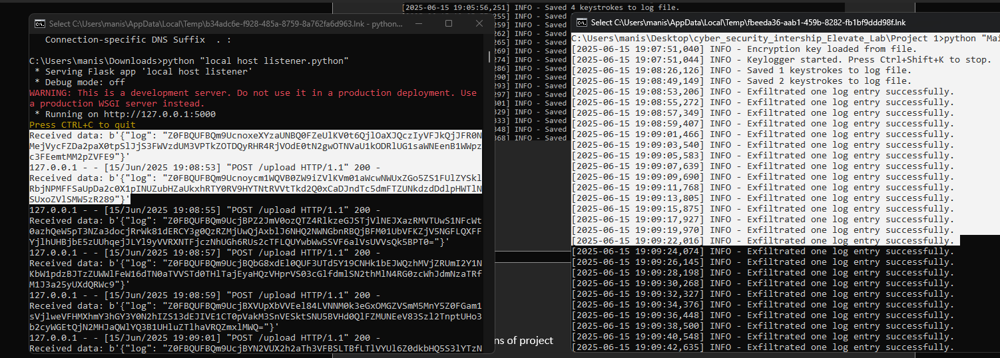 [2025-06-15 19:05:56,251] INFO - Saved 4 keystrokes to log file.
255] INFO - Saved
259] INFO - Saved
262] INFO - Saved
265] INFO - Saved
269] INFO - Saved
274] INFO - Saved
286] INFO - Saved
290] INFO - Saved
293] INFO - Saved
297] INFO - Saved
301] INFO - Saved
329] INFO - Saved
333] INFO - Saved
348] INFO - Saved
368] INFO - Saved
Select C:\Users\manis\AppData\Local\Temp\b34adc6e-f928-485a-8759-8a762fa6d963.lnk - python...
Connection-specific DNS Suffix . :
C:\Users\manis\Downloads>python "local host listener.python"
* Serving Flask app 'local host listener'
* Debug mode: off
WARNING: This is a development server. Do not use it in a production deployment. Use
a production WSGI server instead.
* Running on http://127.0.0.1:5000
Press CTRL+C to quit
Received data: b'{"log":
127.0.0.1 - - [15/Jun/2025 19:08:53] "POST /upload HTTP/1.1" 200 -
Received data: b'{"log":
127.0.0.1 - - [15/Jun/2025 19:08:55] "POST /upload HTTP/1.1" 200 -
Received data: b'{"log":
127.0.0.1 - - [15/Jun/2025 19:08:57] "POST /upload HTTP/1.1" 200 -
Received data: b'{"log":
127.0.0.1 - - [15/Jun/2025 19:08:59] "POST /upload HTTP/1.1" 200 -
Received data: b'{"log":
127.0.0.1 - - [15/Jun/2025 19:09:01] "POST /upload HTTP/1.1" 200 -
Received data: b'{"log":
ns of project
Select C:\Users\manis\AppData\Local\Temp\fbeeda36-aab1-459b-8282-fb1bf9ddd98f.lnk
C:\Users\manis\Desktop\cyber_security_intership_Elevate_Lab\Project 1>python "Mai
[2025-06-15 19:07:51,040] INFO - Encryption key loaded from file.
[2025-06-15 19:07:51,044] INFO - Keylogger started. Press Ctrl+Shift+K to stop.
[2025-06-15 19:08:26,126] INFO - Saved 1 keystrokes to log file.
[2025-06-15 19:08:49,149] INFO - Saved 2 keystrokes to log file.
[2025-06-15 19:08:53,206] INFO - Exfiltrated one log entry successfully.
[2025-06-15 19:08:55,272] INFO - Exfiltrated one log entry successfully.
[2025-06-15 19:08:57,349] INFO - Exfiltrated one log entry successfully.
[2025-06-15 19:08:59,407] INFO - Exfiltrated one log entry successfully.
[2025-06-15 19:09:01,466] INFO - Exfiltrated one log entry successfully.
[2025-06-15 19:09:03,540] INFO - Exfiltrated one log entry successfully.
[2025-06-15 19:09:05,583] INFO - Exfiltrated one log entry successfully.
[2025-06-15 19:09:07,639] INFO - Exfiltrated one log entry successfully.
[2025-06-15 19:09:09,690] INFO - Exfiltrated one log entry successfully.
[2025-06-15 19:09:11,768] INFO - Exfiltrated one log entry successfully.
[2025-06-15 19:09:13,805] INFO - Exfiltrated one log entry successfully.
[2025-06-15 19:09:15,875] INFO - Exfiltrated one log entry successfully.
[2025-06-15 19:09:17,927] INFO - Exfiltrated one log entry successfully.
[2025-06-15 19:09:19,970] INFO - Exfiltrated one log entry successfully.
[2025-06-15 19:09:22,016] INFO - Exfiltrated one log entry successfully.
[2025-06-15 19:09:24,074] INFO - Exfiltrated one log entry successfully.
[2025-06-15 19:09:26,145] INFO - Exfiltrated one log entry successfully.
[2025-06-15 19:09:28,198] INFO - Exfiltrated one log entry successfully.
[2025-06-15 19:09:30,268] INFO - Exfiltrated one log entry successfully.
[2025-06-15 19:09:32,327] INFO - Exfiltrated one log entry successfully.
[2025-06-15 19:09:34,376] INFO - Exfiltrated one log entry successfully.
[2025-06-15 19:09:36,448] INFO - Exfiltrated one log entry successfully.
[2025-06-15 19:09:38,500] INFO - Exfiltrated one log entry successfully.
[2025-06-15 19:09:40,548] INFO - Exfiltrated one log entry successfully.
[2025-06-15 19:09:42,635] INFO - Exfiltrated one log entry successfully.